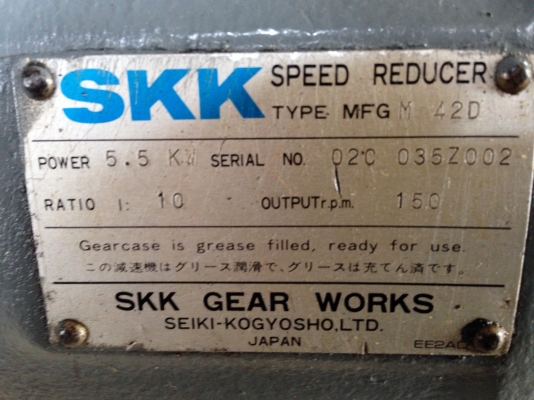 SKK SPEED REDUCER
TYPE MFG M 42D
POWER 5.5 KW SERIAL NO. 02C 035Z002
RATIO 1: 10 OUTPUT r.p.m. 150
Gearcase is grease filled, ready for use.
この減速機はグリース潤滑で、グリースは充てん済です。
SKK GEAR WORKS
SEIKI-KOGYOSHO,LTD.
JAPAN